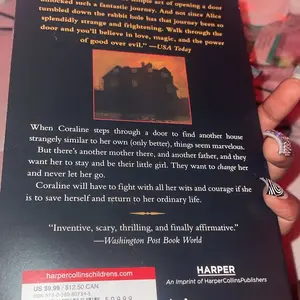 simple act of opening a door
unlocked such a fantastic journey. And not since Alice
tumbled down the rabbit hole has that journey been so
splendidly strange and frightening. Walk through the
door and you'll believe in love, magic, and the power
of good over evil." —USA Today
When Coraline steps through a door to find another house
strangely similar to her own (only better), things seem marvelous.
But there's another mother there, and another father, and they
want her to stay and be their little girl. They want to change her
and never let her go.
Coraline will have to fight with all her wits and courage if she is
to save herself and return to her ordinary life.
"Inventive, scary, thrilling, and finally affirmative."
—Washington Post Book World
harpercollinschildrens.com
US $9.99 / $12.50 CAN
50999
HARPER
An Imprint of HarperCollinsPublishers